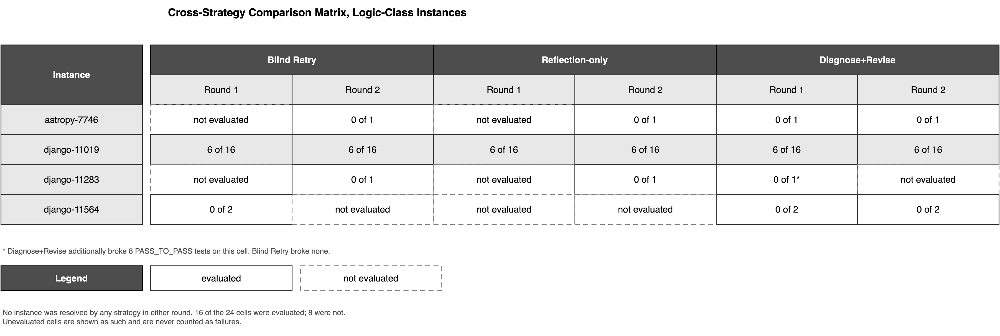 Cross-Strategy Comparison Matrix, Logic-Class Instances
Instance Blind Retry Reflection-only Diagnose+Revise
Round 1 Round 2 Round 1 Round 2 Round 1 Round 2
astropy-7746 not evaluated 0 of 1 not evaluated 0 of 1 0 of 1 0 of 1
django-11019 6 of 16 6 of 16 6 of 16 6 of 16 6 of 16 6 of 16
django-11283 not evaluated 0 of 1 not evaluated 0 of 1 0 of 1* not evaluated
django-11564 0 of 2 not evaluated not evaluated not evaluated 0 of 2 0 of 2
* Diagnose+Revise additionally broke 8 PASS_TO_PASS tests on this cell. Blind Retry broke none.
Legend evaluated not evaluated
No instance was resolved by any strategy in either round. 16 of the 24 cells were evaluated; 8 were not.
Unevaluated cells are shown as such and are never counted as failures.